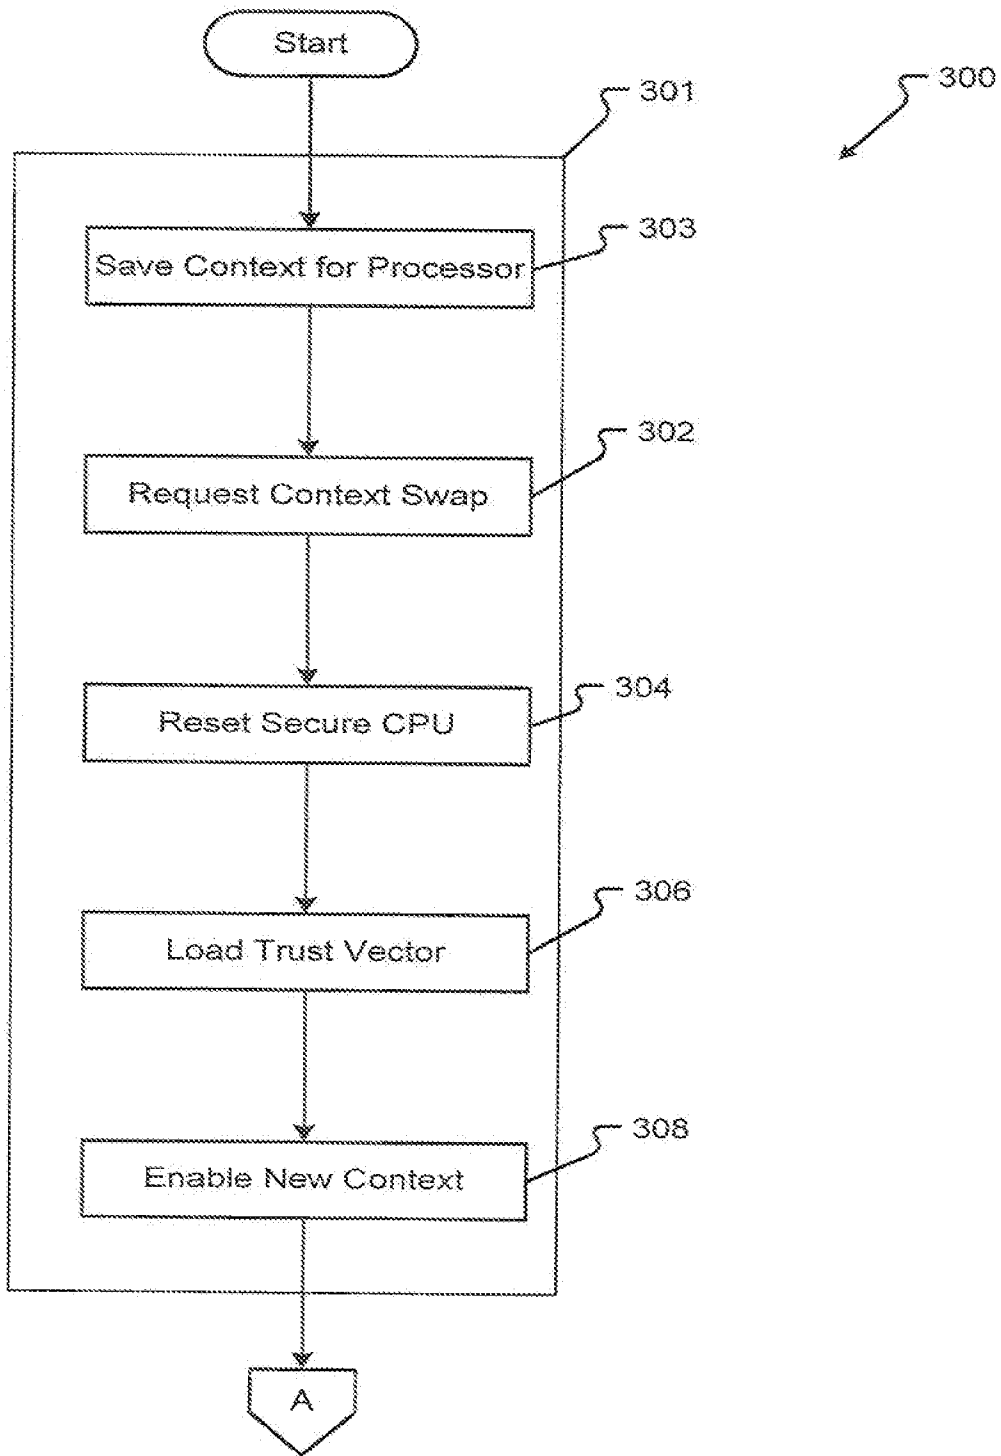 Start
300
301
303
Save Context for Processor
302
Request Context Swap
304
Reset Secure CPU
306
Load Trust Vector
308
Enable New Context
A